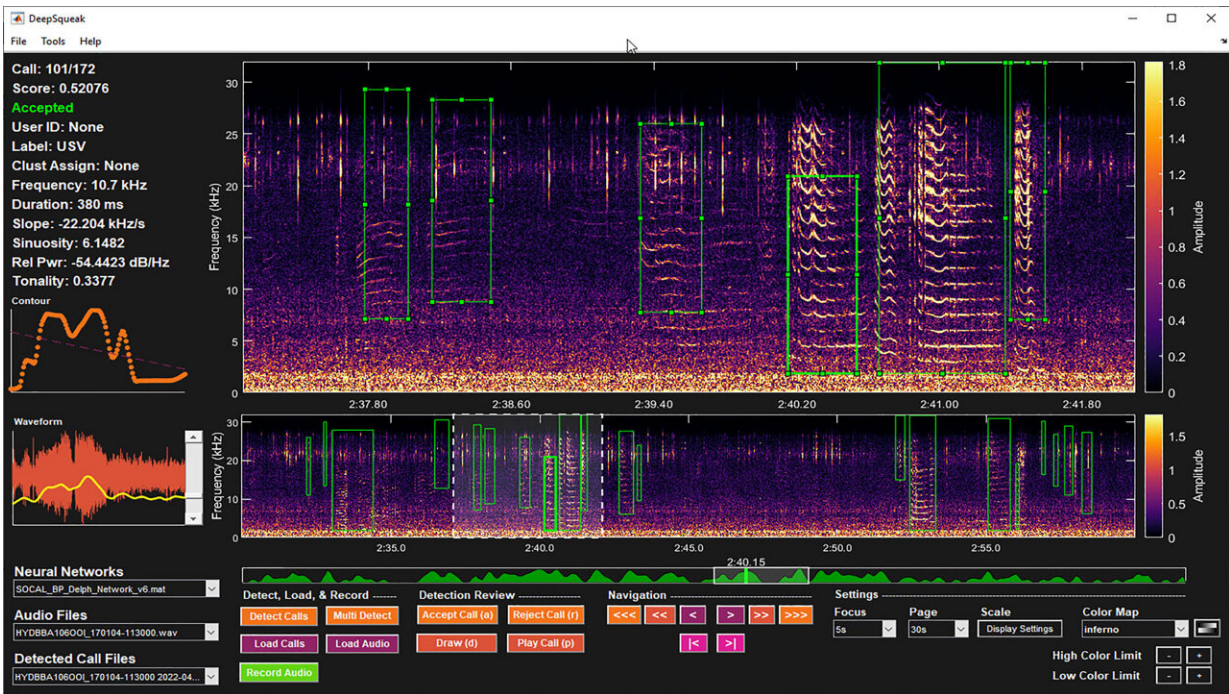 DeepSqueak
File Tools Help
Call: 101/172
Score: 0.52076
Accepted
User ID: None
Label: USV
Clust Assign: None
Frequency: 10.7 kHz
Duration: 380 ms
Slope: -22.204 kHz/s
Sinuosity: 6.1482
Rel Pwr: -54.4423 dB/Hz
Tonality: 0.3377
Contour
Frequency (kHz)
30
25
20
15
10
5
0
2:37.80 2:38.60 2:39.40 2:40.20 2:41.00 2:41.80
1.8
1.6
1.4
1.2
1
0.8
0.6
0.4
0.2
0
Amplitude
Waveform
Frequency (kHz)
30
20
10
0
2:35.0 2:40.0 2:45.0 2:50.0 2:55.0
1.5
1
0.5
0
Amplitude
2:40.15
Neural Networks
SOCAL_BP_Delph_Network_v6.mat
Audio Files
HYDBBA106OOI_170104-113000.wav
Detected Call Files
HYDBBA106OOI_170104-113000 2022-04...
Detect, Load, & Record
Detect Calls Multi Detect
Load Calls Load Audio
Record Audio
Detection Review
Accept Call (a) Reject Call (r)
Draw (d) Play Call (p)
Navigation
<<< << < > >> >>>
|< >|
Settings
Focus Page Scale Color Map
5s 30s Display Settings inferno
High Color Limit - +
Low Color Limit - +